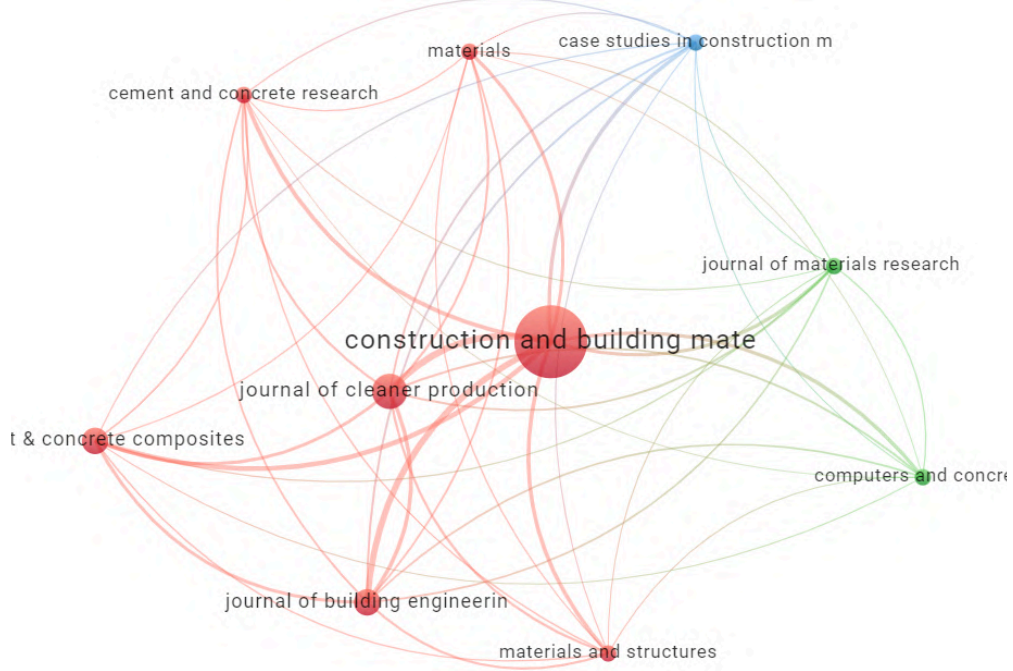 case studies in construction m
materials
cement and concrete research
journal of materials research
construction and building mate
journal of cleaner production
t & concrete composites
computers and concre
journal of building engineerin
materials and structures